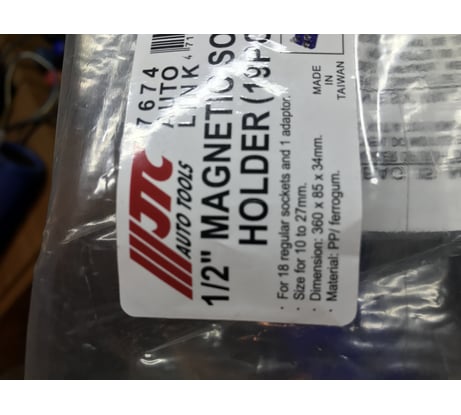 JTC
AUTO TOOLS
7674
AUTO
LINK
471
1/2" MAGNETIC SO
HOLDER (19PC
· For 18 regular sockets and 1 adaptor.
· Size for 10 to 27mm.
· Dimension: 360 x 85 x 34mm.
· Material: PP/ ferrogum.
MADE
IN
TAIWAN